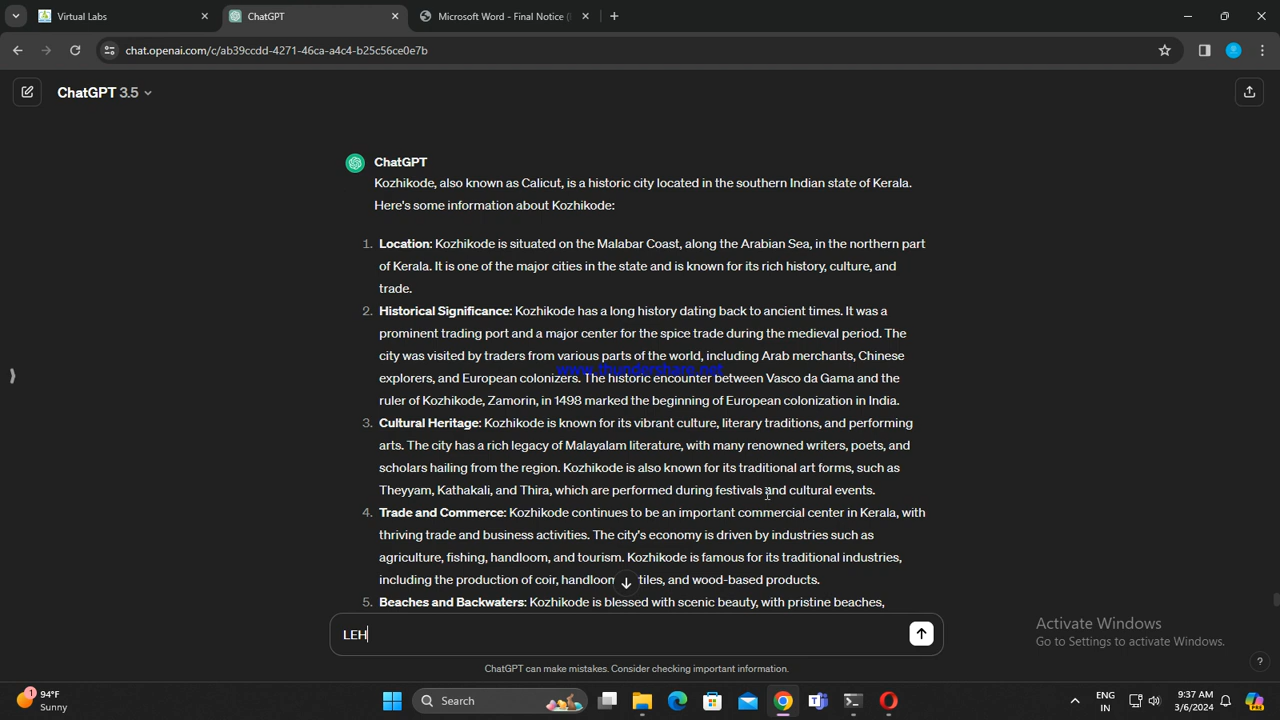 Virtual Labs
ChatGPT
Microsoft Word - Final Notice (
chat.openai.com/c/ab39ccdd-4271-46ca-a4c4-b25c56ce0e7b
ChatGPT 3.5
ChatGPT
Kozhikode, also known as Calicut, is a historic city located in the southern Indian state of Kerala.
Here's some information about Kozhikode:
1. Location: Kozhikode is situated on the Malabar Coast, along the Arabian Sea, in the northern part
of Kerala. It is one of the major cities in the state and is known for its rich history, culture, and
trade.
2. Historical Significance: Kozhikode has a long history dating back to ancient times. It was a
prominent trading port and a major center for the spice trade during the medieval period. The
city was visited by traders from various parts of the world, including Arab merchants, Chinese
www.thundershare.net
explorers, and European colonizers. The historic encounter between Vasco da Gama and the
ruler of Kozhikode, Zamorin, in 1498 marked the beginning of European colonization in India.
3. Cultural Heritage: Kozhikode is known for its vibrant culture, literary traditions, and performing
arts. The city has a rich legacy of Malayalam literature, with many renowned writers, poets, and
scholars hailing from the region. Kozhikode is also known for its traditional art forms, such as
Theyyam, Kathakali, and Thira, which are performed during festivals and cultural events.
4. Trade and Commerce: Kozhikode continues to be an important commercial center in Kerala, with
thriving trade and business activities. The city's economy is driven by industries such as
agriculture, fishing, handloom, and tourism. Kozhikode is famous for its traditional industries,
including the production of coir, handloom tiles, and wood-based products.
5. Beaches and Backwaters: Kozhikode is blessed with scenic beauty, with pristine beaches,
LEH
Activate Windows
Go to Settings to activate Windows.
ChatGPT can make mistakes. Consider checking important information.
?
1
94°F
Sunny
Search
ENG
IN
9:37 AM
3/6/2024